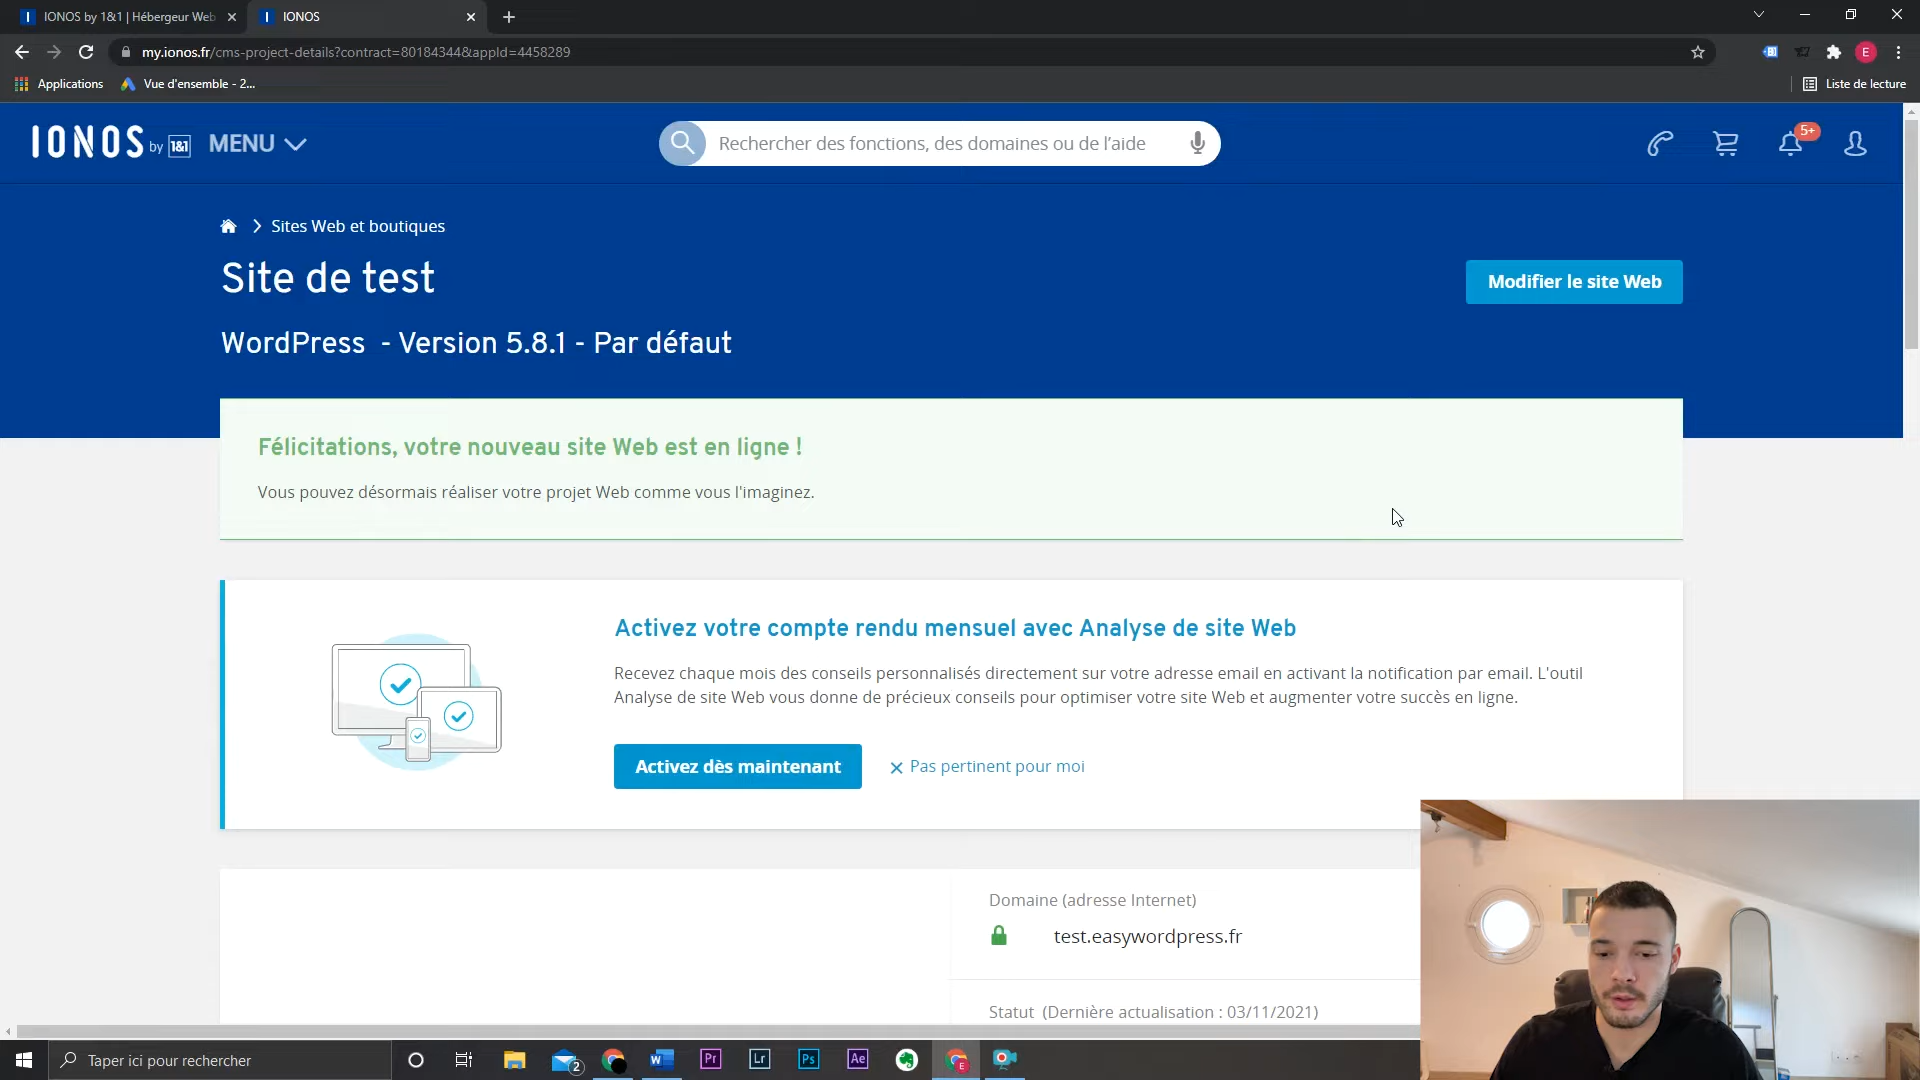 IONOS by 1&1 | Hébergeur Web
IONOS
my.ionos.fr/cms-project-details?contract=80184344&appId=4458289
E
Applications
Vue d'ensemble - 2...
Liste de lecture
IONOS by 1&1
MENU
Rechercher des fonctions, des domaines ou de l'aide
5+
Sites Web et boutiques
Site de test
Modifier le site Web
WordPress - Version 5.8.1 - Par défaut
Félicitations, votre nouveau site Web est en ligne !
Vous pouvez désormais réaliser votre projet Web comme vous l'imaginez.
Activez votre compte rendu mensuel avec Analyse de site Web
Recevez chaque mois des conseils personnalisés directement sur votre adresse email en activant la notification par email. L'outil
Analyse de site Web vous donne de précieux conseils pour optimiser votre site Web et augmenter votre succès en ligne.
Activez dès maintenant
Pas pertinent pour moi
Domaine (adresse Internet)
test.easywordpress.fr
Statut (Dernière actualisation : 03/11/2021)
Taper ici pour rechercher
2
W
Pr
Lr
Ps
Ae
E